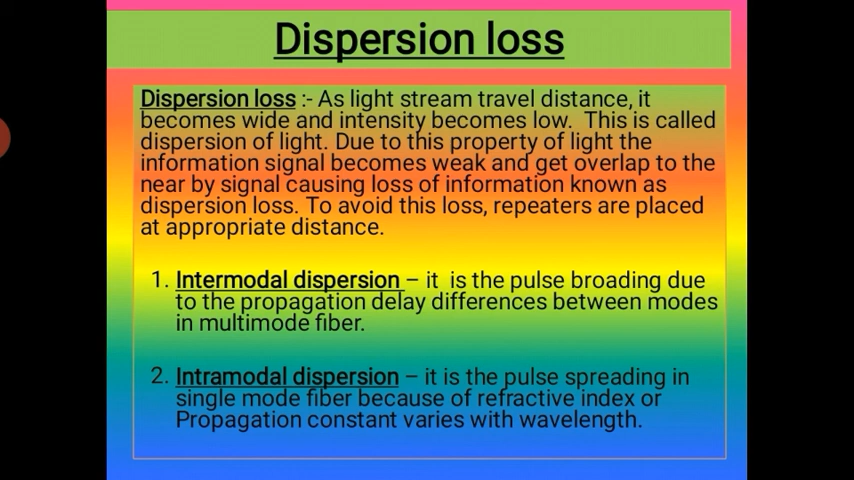 Dispersion loss
Dispersion loss :- As light stream travel distance, it
becomes wide and intensity becomes low. This is called
dispersion of light. Due to this property of light the
information signal becomes weak and get overlap to the
near by signal causing loss of information known as
dispersion loss. To avoid this loss, repeaters are placed
at appropriate distance.
1. Intermodal dispersion – it is the pulse broading due
to the propagation delay differences between modes
in multimode fiber.
2. Intramodal dispersion – it is the pulse spreading in
single mode fiber because of refractive index or
Propagation constant varies with wavelength.